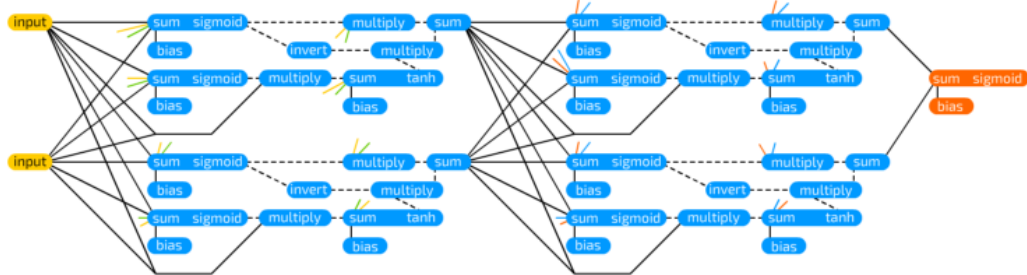 input sum sigmoid multiply sum sum sigmoid multiply sum
bias invert multiply bias invert multiply
sum sigmoid multiply sum tanh sum sigmoid multiply sum tanh sum sigmoid
bias bias bias bias bias
input sum sigmoid multiply sum sum sigmoid multiply sum
bias invert multiply bias invert multiply
sum sigmoid multiply sum tanh sum sigmoid multiply sum tanh
bias bias bias bias